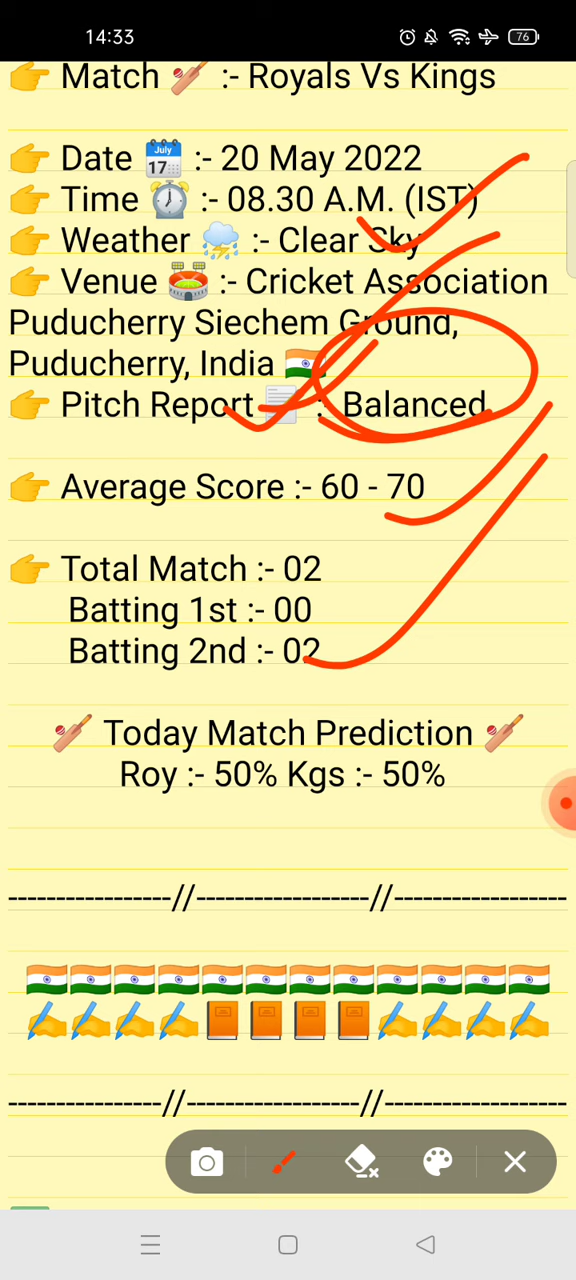 14:33
76
👉 Match 🏏 :- Royals Vs Kings
👉 Date 📅 :- 20 May 2022
👉 Time ⏰ :- 08.30 A.M. (IST)
👉 Weather ⛈️ :- Clear Sky
👉 Venue 🏟️ :- Cricket Association
Puducherry Siechem Ground,
Puducherry, India 🇮🇳
👉 Pitch Report 📃 :- Balanced
👉 Average Score :- 60 - 70
👉 Total Match :- 02
Batting 1st :- 00
Batting 2nd :- 02
🏏 Today Match Prediction 🏏
Roy :- 50% Kgs :- 50%
-----------------//------------------//-----------------
🇮🇳🇮🇳🇮🇳🇮🇳🇮🇳🇮🇳🇮🇳🇮🇳🇮🇳🇮🇳🇮🇳🇮🇳
✍️✍️✍️✍️📙📙📙📙✍️✍️✍️✍️
----------------//------------------//------------------